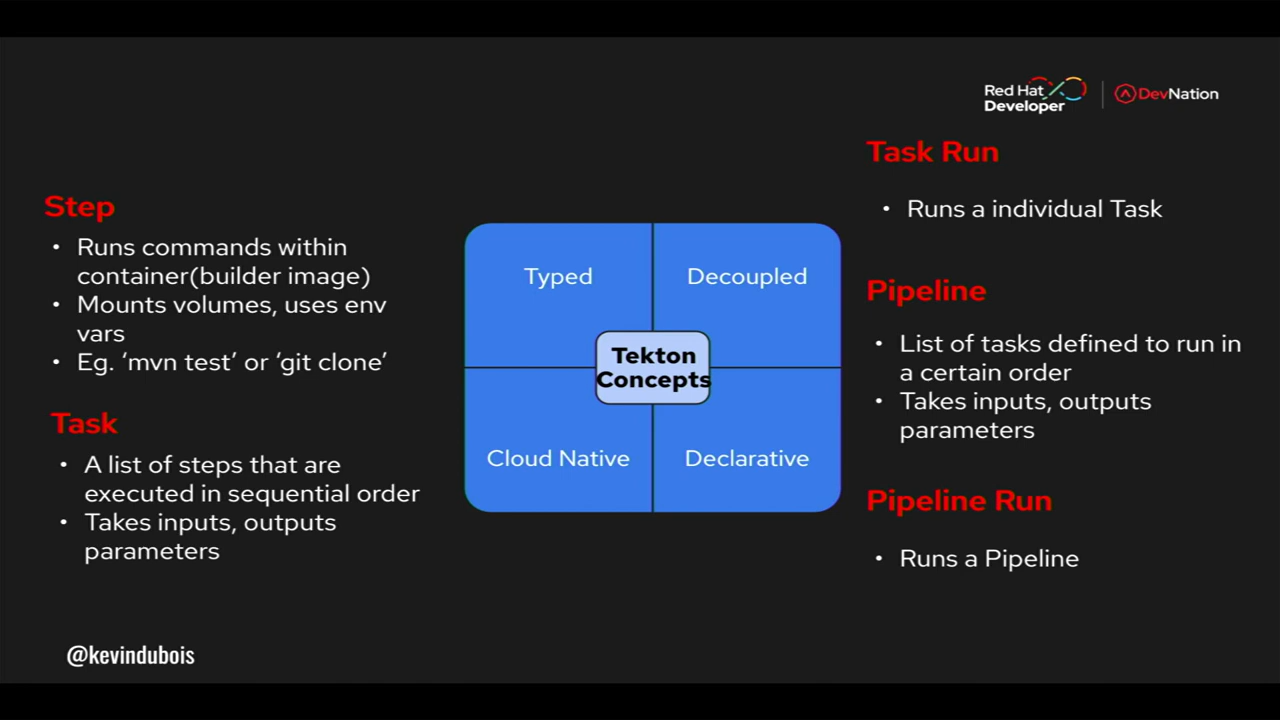 Red Hat
Developer
DevNation
Step
• Runs commands within
container(builder image)
• Mounts volumes, uses env
vars
• Eg. ‘mvn test’ or ‘git clone’
Task
• A list of steps that are
executed in sequential order
• Takes inputs, outputs
parameters
Typed
Decoupled
Tekton
Concepts
Cloud Native
Declarative
Task Run
• Runs a individual Task
Pipeline
• List of tasks defined to run in
a certain order
• Takes inputs, outputs
parameters
Pipeline Run
• Runs a Pipeline
@kevindubois